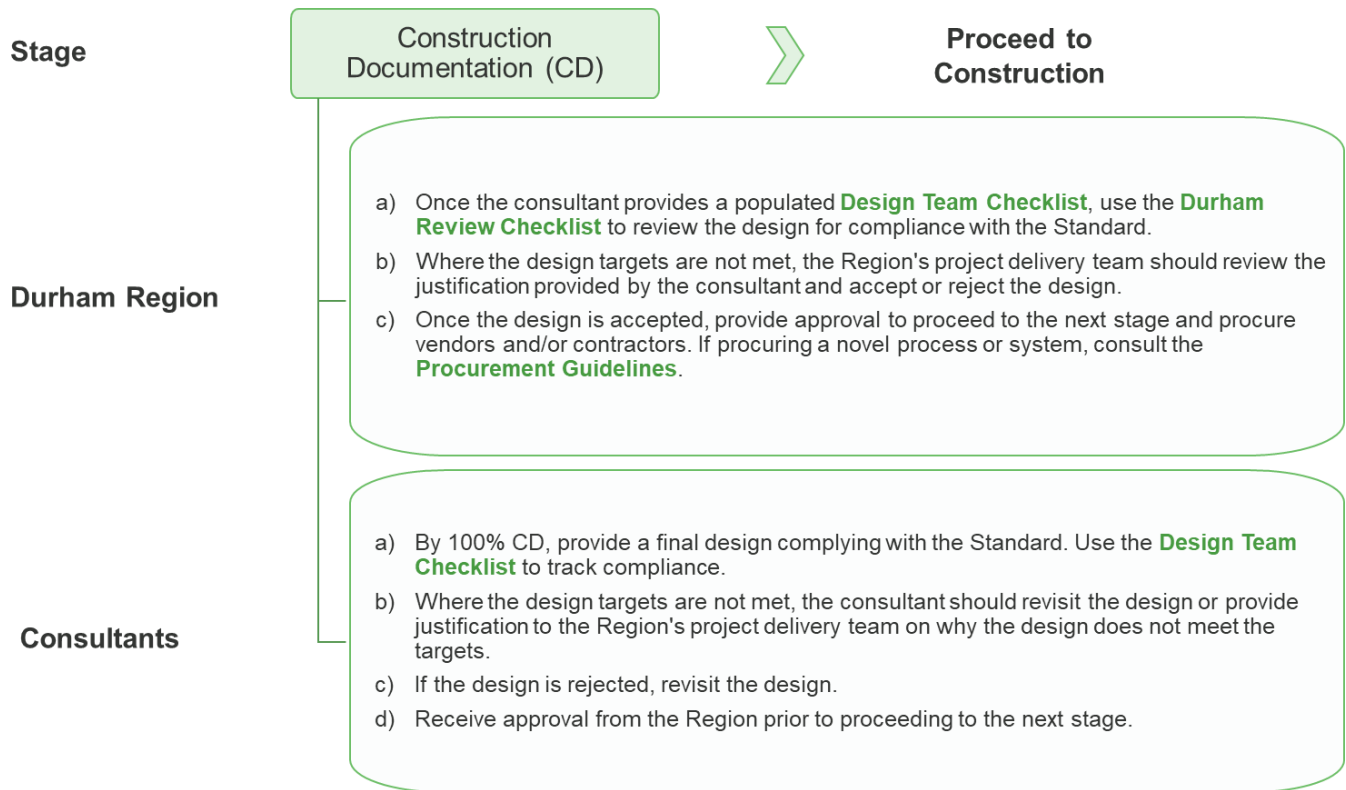 Stage
Construction
Documentation (CD)
Proceed to
Construction
Durham Region
a) Once the consultant provides a populated Design Team Checklist, use the Durham
Review Checklist to review the design for compliance with the Standard.
b) Where the design targets are not met, the Region's project delivery team should review the
justification provided by the consultant and accept or reject the design.
c) Once the design is accepted, provide approval to proceed to the next stage and procure
vendors and/or contractors. If procuring a novel process or system, consult the
Procurement Guidelines.
Consultants
a) By 100% CD, provide a final design complying with the Standard. Use the Design Team
Checklist to track compliance.
b) Where the design targets are not met, the consultant should revisit the design or provide
justification to the Region's project delivery team on why the design does not meet the
targets.
c) If the design is rejected, revisit the design.
d) Receive approval from the Region prior to proceeding to the next stage.